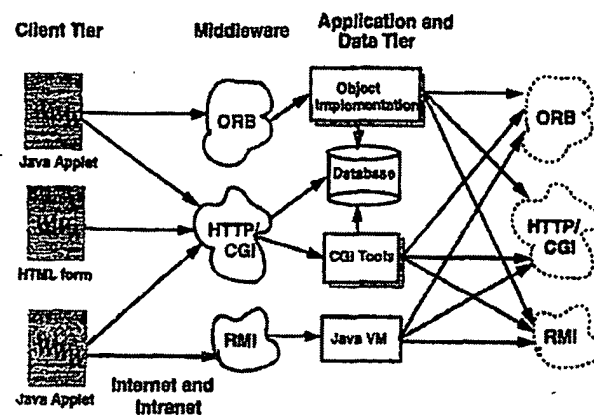 Client Tier
Middleware
Application and
Data Tier
Java Applet
HTML form
Java Applet
ORB
HTTP/
CGI
RMI
Internet and
Intranet
Object
Implementation
Database
CGI Tools
Java VM
ORB
HTTP/
CGI
RMI